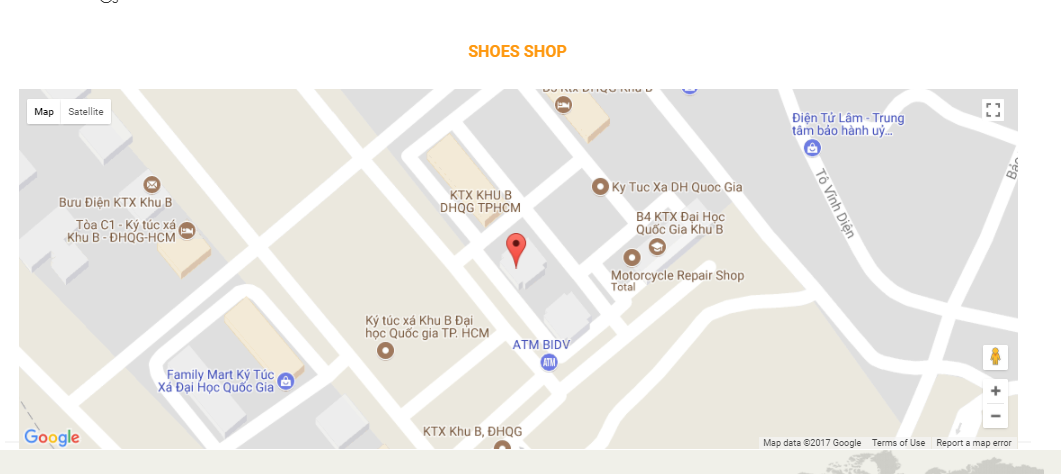 SHOES SHOP
Map Satellite
B5 Ktx ĐHQG Khu B
Điện Tử Lâm - Trung
tâm bảo hành uỷ...
Bưu Điện KTX Khu B
KTX KHU B
ĐHQG TPHCM
Ky Tuc Xa DH Quoc Gia
Tô Vĩnh Diện
Tòa C1 - Ký túc xá
Khu B - ĐHQG-HCM
B4 KTX Đại Học
Quốc Gia Khu B
Motorcycle Repair Shop
Total
Ký túc xá Khu B Đại
học Quốc gia TP. HCM
ATM BIDV
ATM
Family Mart Ký Túc
Xá Đại Học Quốc Gia
KTX Khu B, ĐHQG
Google
Map data ©2017 Google Terms of Use Report a map error